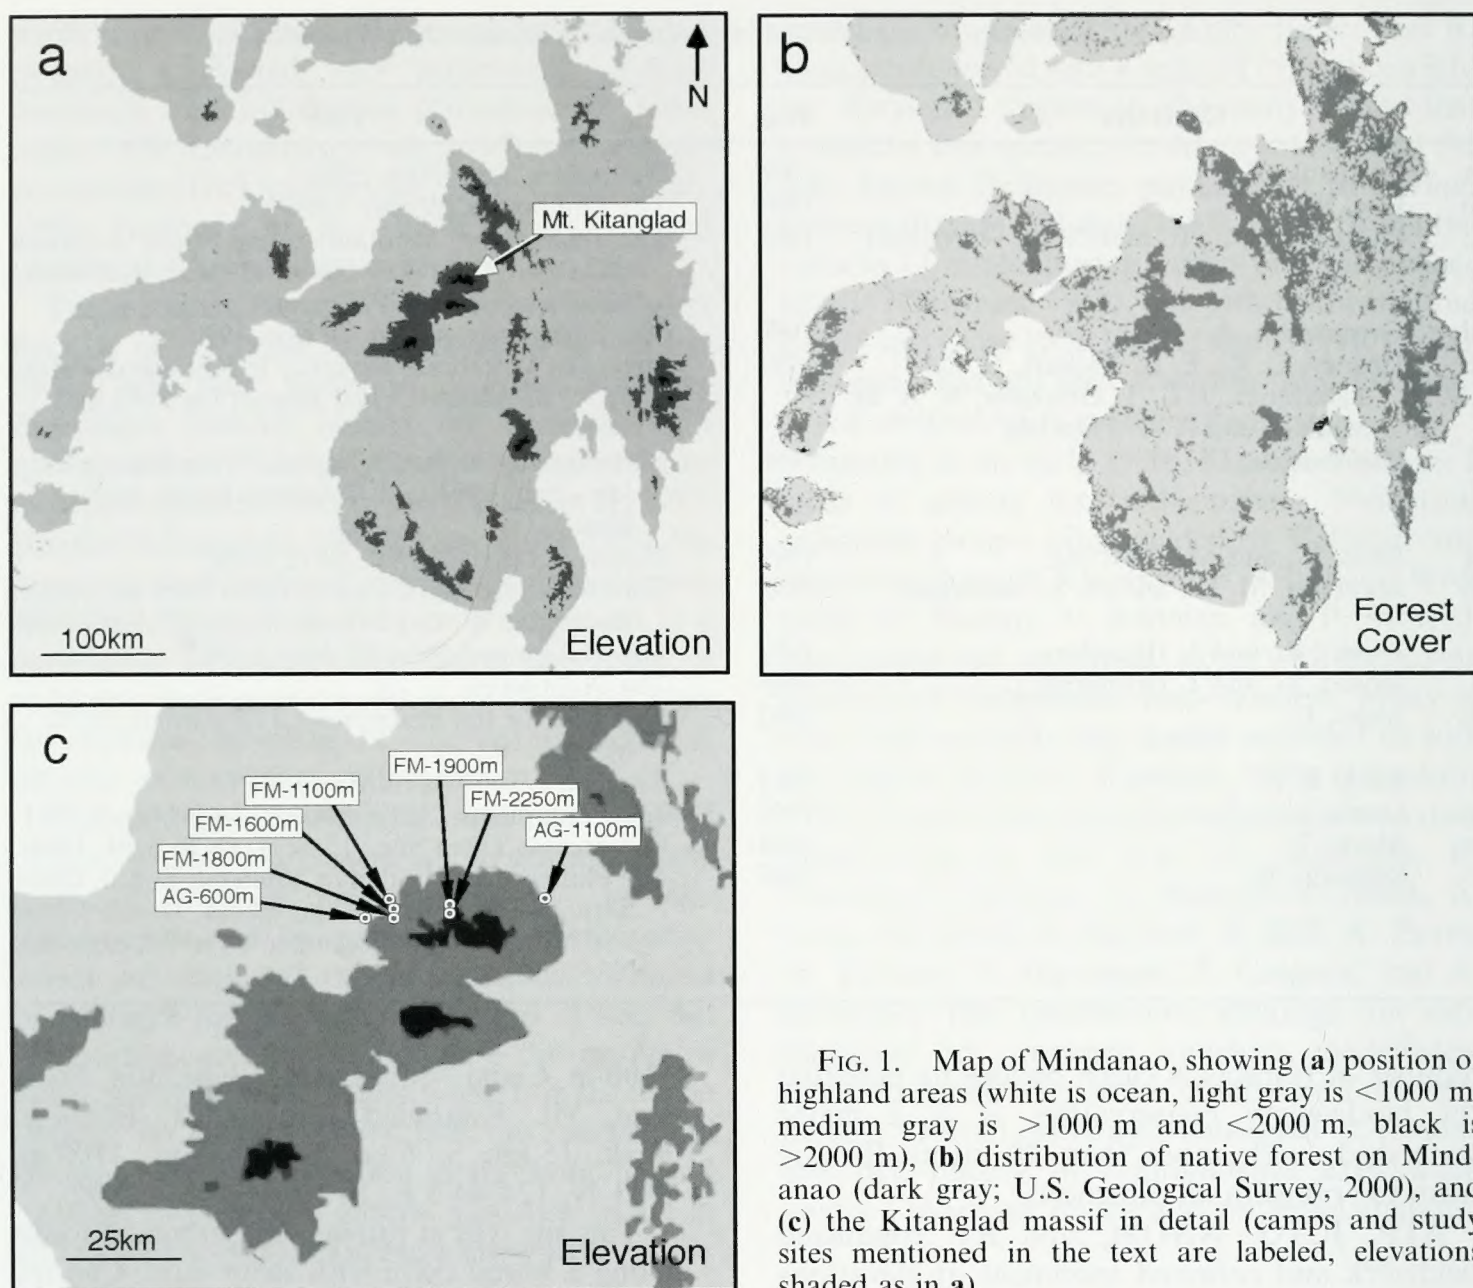 a
N
Mt. Kitanglad
100km
Elevation
b
Forest
Cover
c
FM-1900m
FM-1100m
FM-2250m
FM-1600m
AG-1100m
FM-1800m
AG-600m
25km
Elevation
FIG. 1. Map of Mindanao, showing (a) position o
highland areas (white is ocean, light gray is <1000 m
medium gray is >1000 m and <2000 m, black is
>2000 m), (b) distribution of native forest on Mind
anao (dark gray; U.S. Geological Survey, 2000), and
(c) the Kitanglad massif in detail (camps and study
sites mentioned in the text are labeled, elevations
shaded as in a)